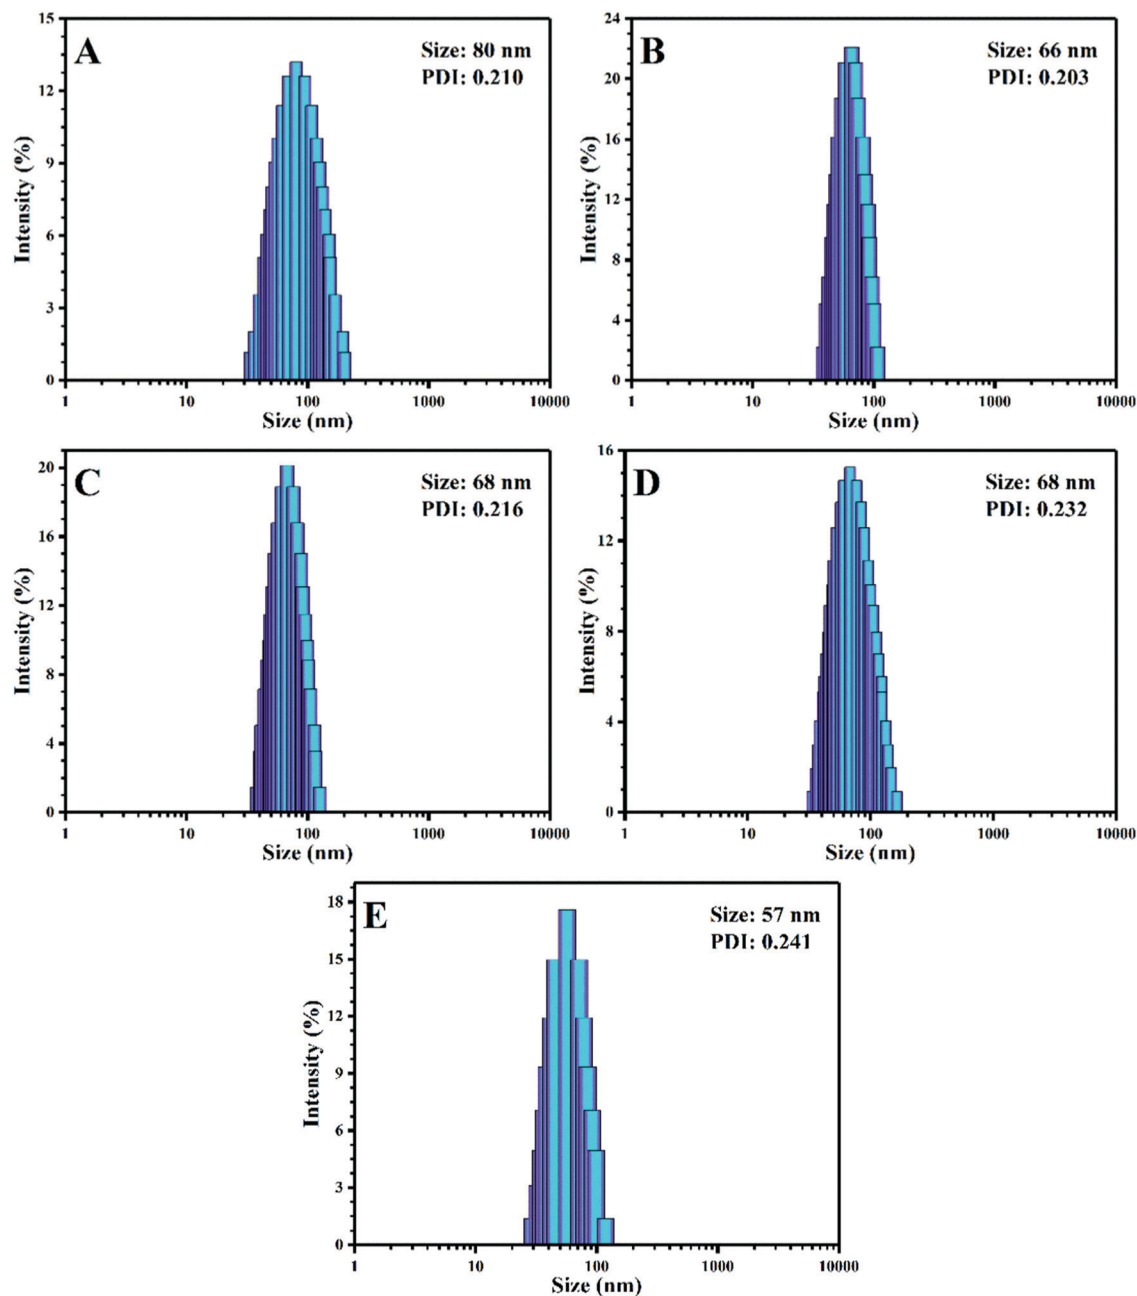 A
Size: 80 nm
PDI: 0.210
15
12
9
6
3
0
Intensity (%)
1
10
100
1000
10000
Size (nm)
B
Size: 66 nm
PDI: 0.203
24
20
16
12
8
4
0
Intensity (%)
1
10
100
1000
10000
Size (nm)
C
Size: 68 nm
PDI: 0.216
20
16
12
8
4
0
Intensity (%)
1
10
100
1000
10000
Size (nm)
D
Size: 68 nm
PDI: 0.232
16
12
8
4
0
Intensity (%)
1
10
100
1000
10000
Size (nm)
E
Size: 57 nm
PDI: 0.241
18
15
12
9
6
3
0
Intensity (%)
1
10
100
1000
10000
Size (nm)